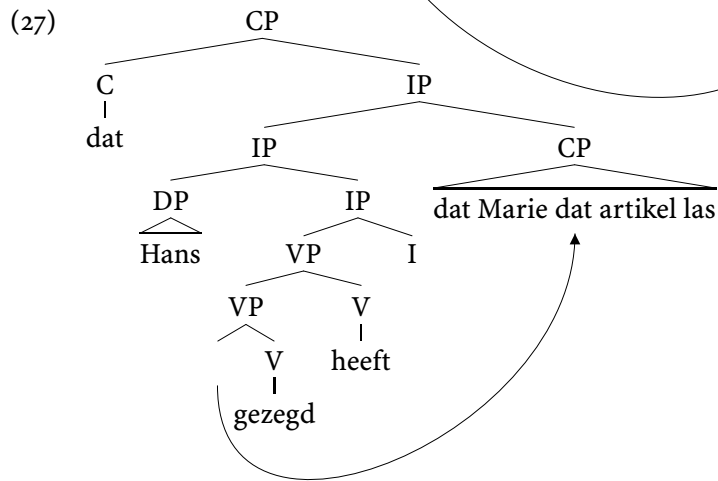 (27) CP
C IP
dat
IP CP
DP IP dat Marie dat artikel las
Hans VP I
VP V
V heeft
gezegd